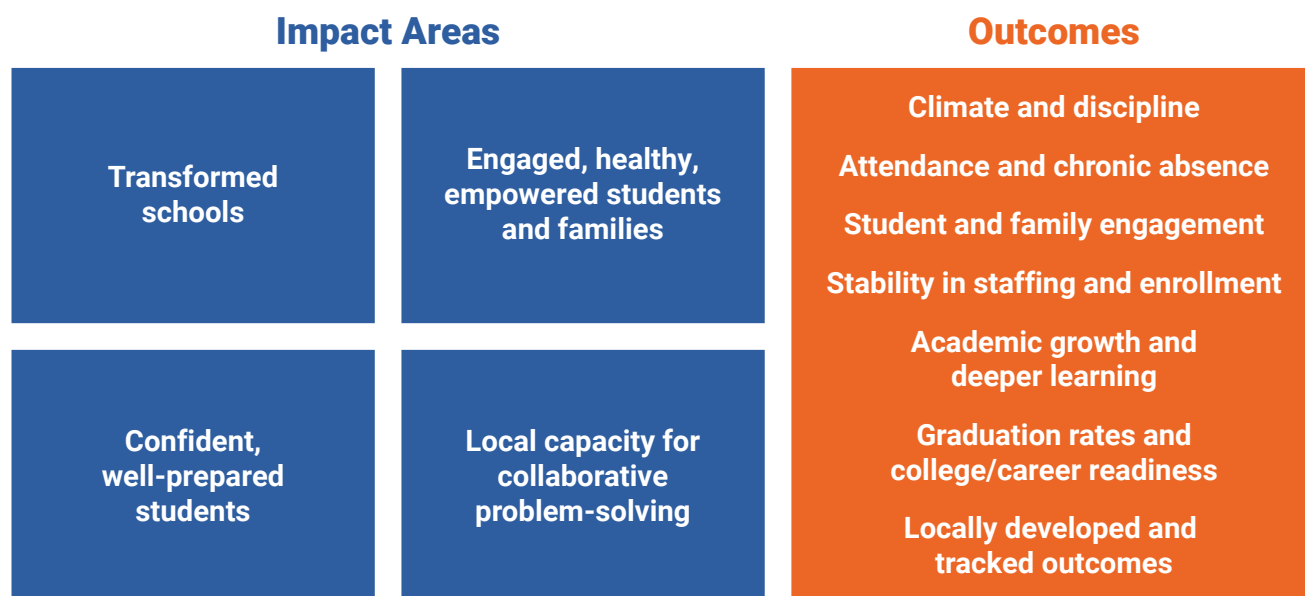 Impact Areas
Outcomes
Transformed
schools
Engaged, healthy,
empowered students
and families
Confident,
well-prepared
students
Local capacity for
collaborative
problem-solving
Climate and discipline
Attendance and chronic absence
Student and family engagement
Stability in staffing and enrollment
Academic growth and
deeper learning
Graduation rates and
college/career readiness
Locally developed and
tracked outcomes